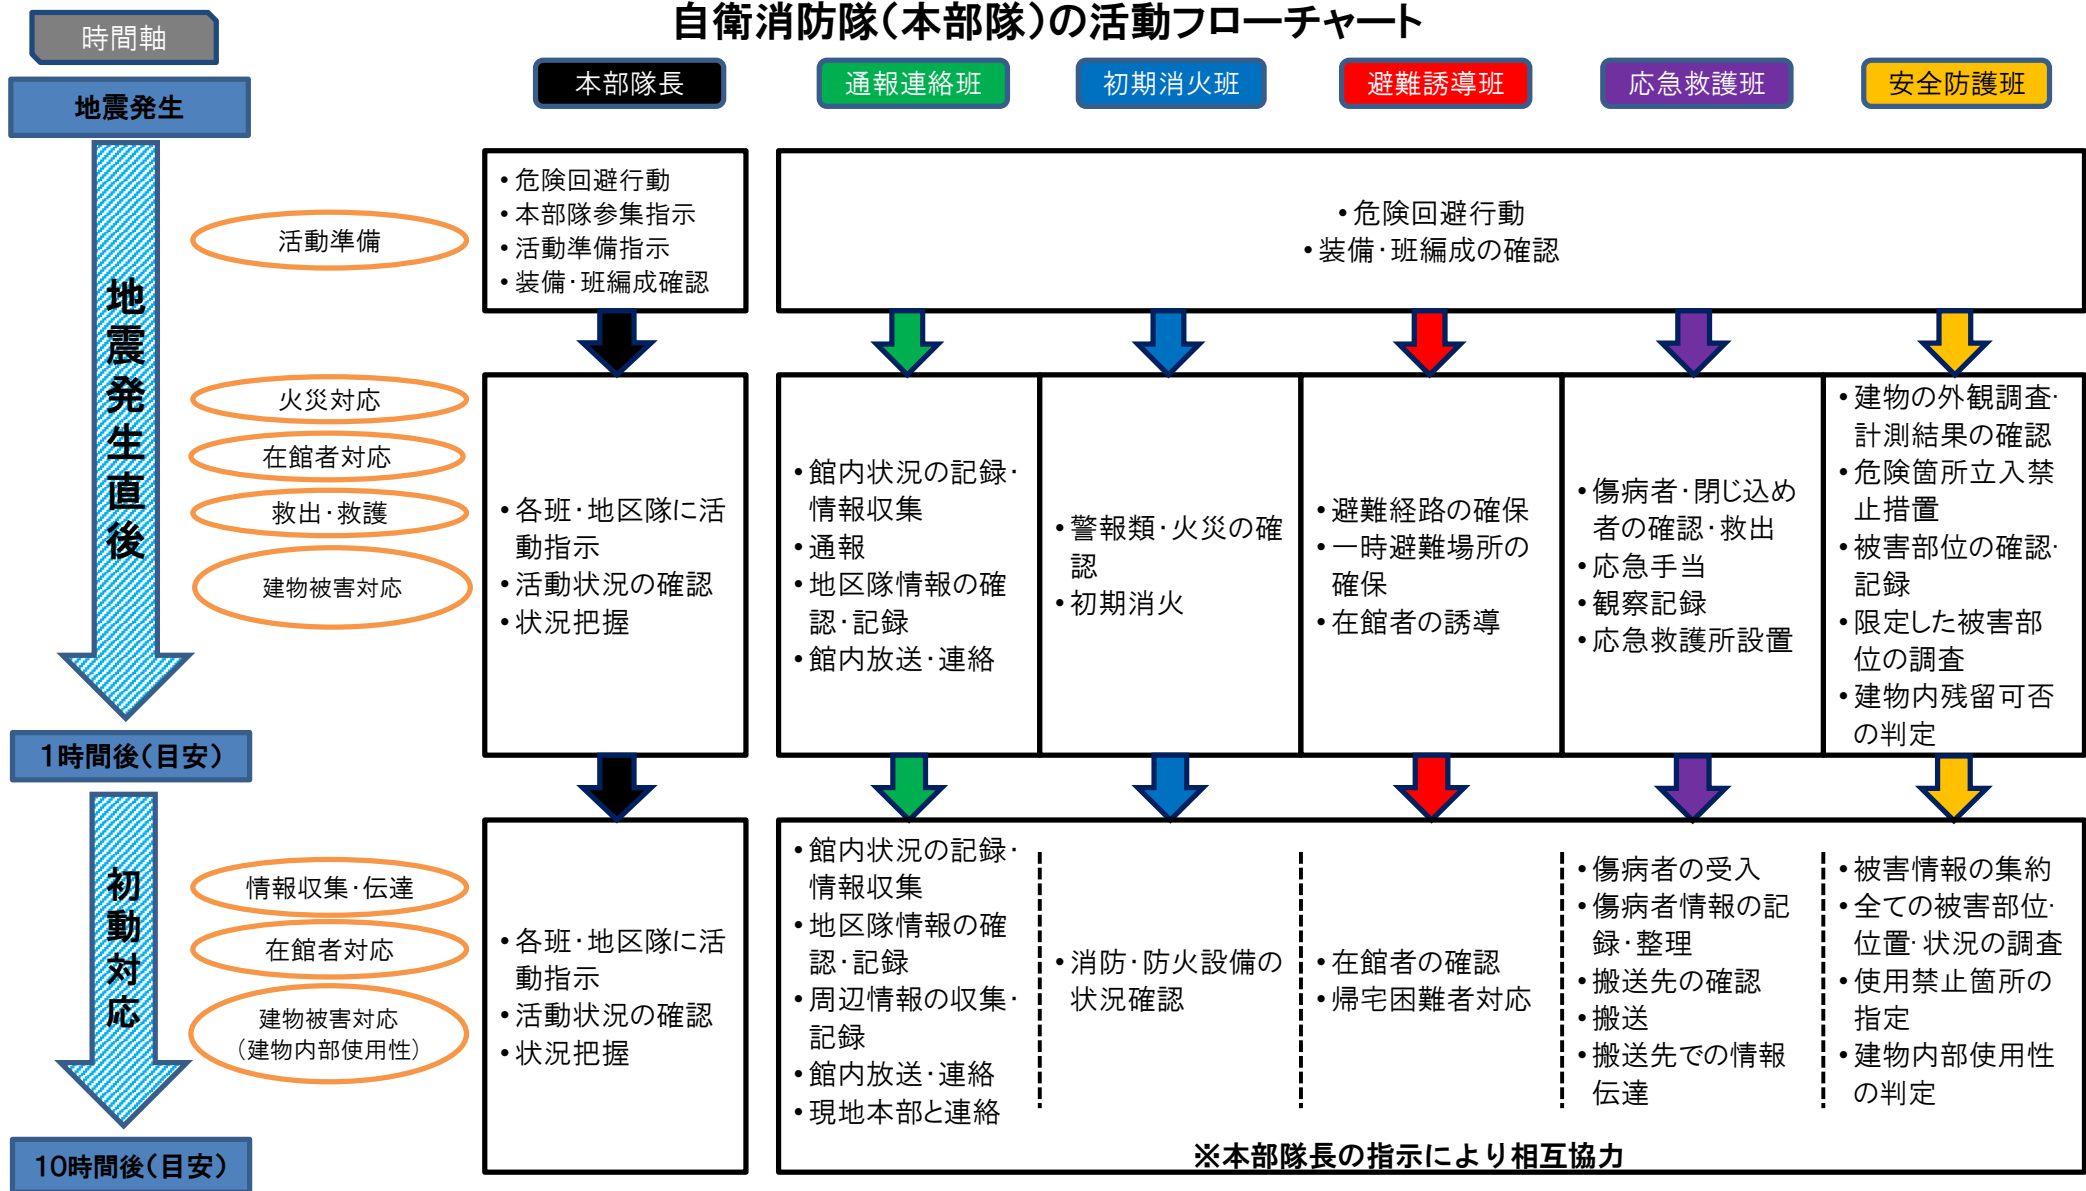 自衛消防隊(本部隊)の活動フローチャート
時間軸
本部隊長
通報連絡班
初期消火班
避難誘導班
応急救護班
安全防護班
地震発生
地震発生直後
活動準備
•危険回避行動
•本部隊参集指示
•活動準備指示
•装備・班編成確認
•危険回避行動
•装備・班編成の確認
火災対応
在館者対応
救出・救護
建物被害対応
•各班・地区隊に活
動指示
•活動状況の確認
•状況把握
•館内状況の記録・
情報収集
•通報
•地区隊情報の確
認・記録
•館内放送・連絡
•警報類・火災の確
認
•初期消火
•避難経路の確保
•一時避難場所の
確保
•在館者の誘導
•傷病者・閉じ込め
者の確認・救出
•応急手当
•観察記録
•応急救護所設置
•建物の外観調査・
計測結果の確認
•危険箇所立入禁
止措置
•被害部位の確認・
記録
•限定した被害部
位の調査
•建物内残留可否
の判定
1時間後(目安)
初動対応
情報収集・伝達
在館者対応
建物被害対応
(建物内部使用性)
•各班・地区隊に活
動指示
•活動状況の確認
•状況把握
•館内状況の記録・
情報収集
•地区隊情報の確
認・記録
•周辺情報の収集・
記録
•館内放送・連絡
•現地本部と連絡
•消防・防火設備の
状況確認
•在館者の確認
•帰宅困難者対応
•傷病者の受入
•傷病者情報の記
録・整理
•搬送先の確認
•搬送
•搬送先での情報
伝達
•被害情報の集約
•全ての被害部位・
位置・状況の調査
•使用禁止箇所の
指定
•建物内部使用性
の判定
※本部隊長の指示により相互協力
10時間後(目安)